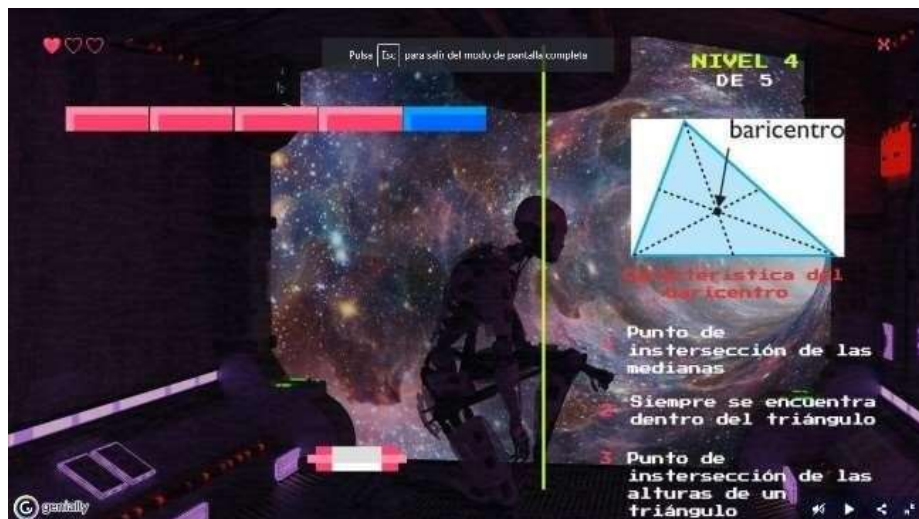 Pulsa Esc para salir del modo de pantalla completa
NIVEL 4
DE 5
baricentro
Característica del
baricentro
1 Punto de
instersección de las
medianas
2 Siempre se encuentra
dentro del triángulo
3 Punto de
instersección de las
alturas de un
triángulo
genially